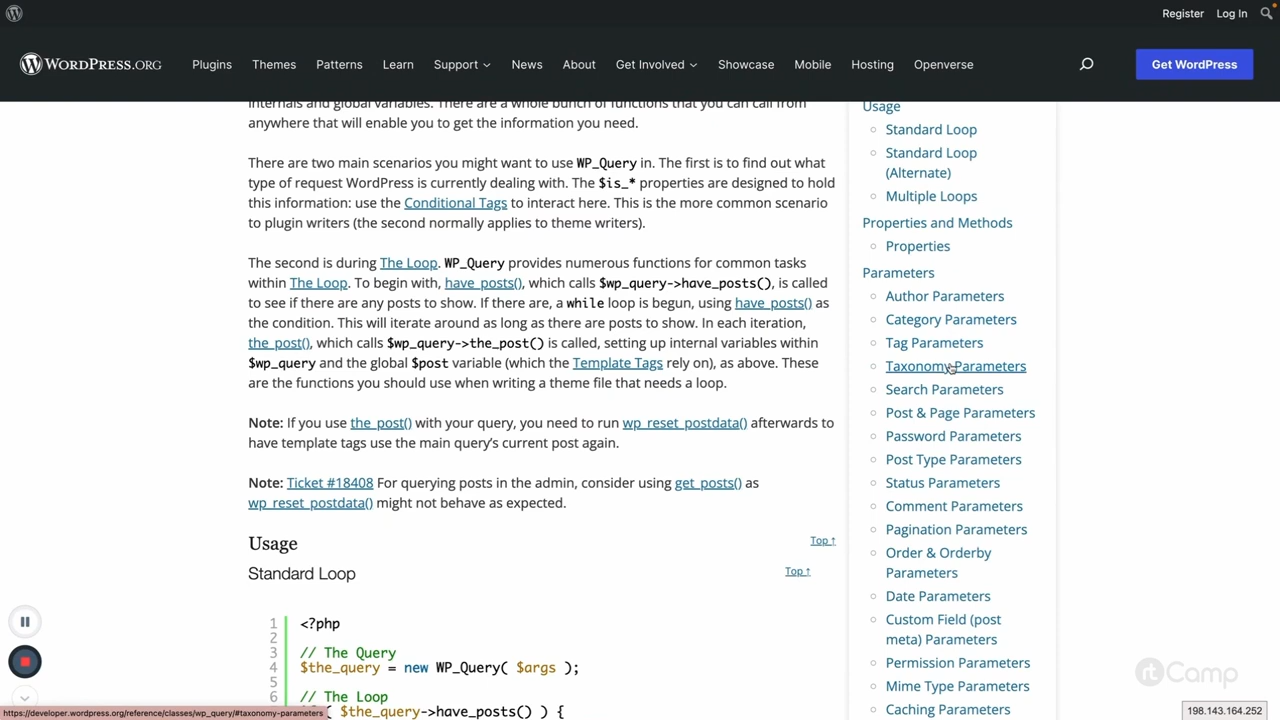 Register Log In
WORDPRESS.ORG Plugins Themes Patterns Learn Support News About Get Involved Showcase Mobile Hosting Openverse Get WordPress
internals and global variables. There are a whole bunch of functions that you can call from
anywhere that will enable you to get the information you need.
There are two main scenarios you might want to use WP_Query in. The first is to find out what
type of request WordPress is currently dealing with. The $is_* properties are designed to hold
this information: use the Conditional Tags to interact here. This is the more common scenario
to plugin writers (the second normally applies to theme writers).
The second is during The Loop. WP_Query provides numerous functions for common tasks
within The Loop. To begin with, have_posts(), which calls $wp_query->have_posts(), is called
to see if there are any posts to show. If there are, a while loop is begun, using have_posts() as
the condition. This will iterate around as long as there are posts to show. In each iteration,
the_post(), which calls $wp_query->the_post() is called, setting up internal variables within
$wp_query and the global $post variable (which the Template Tags rely on), as above. These
are the functions you should use when writing a theme file that needs a loop.
Note: If you use the_post() with your query, you need to run wp_reset_postdata() afterwards to
have template tags use the main query's current post again.
Note: Ticket #18408 For querying posts in the admin, consider using get_posts() as
wp_reset_postdata() might not behave as expected.
Usage Top ↑
Standard Loop Top ↑
1 <?php
2
3 // The Query
4 $the_query = new WP_Query( $args );
5
6 // The Loop
( $the_query->have_posts() ) {
Usage
Standard Loop
Standard Loop
(Alternate)
Multiple Loops
Properties and Methods
Properties
Parameters
Author Parameters
Category Parameters
Tag Parameters
Taxonomy Parameters
Search Parameters
Post & Page Parameters
Password Parameters
Post Type Parameters
Status Parameters
Comment Parameters
Pagination Parameters
Order & Orderby
Parameters
Date Parameters
Custom Field (post
meta) Parameters
Permission Parameters
Mime Type Parameters
Caching Parameters
rtCamp
https://developer.wordpress.org/reference/classes/wp_query/#taxonomy-parameters
198.143.164.252